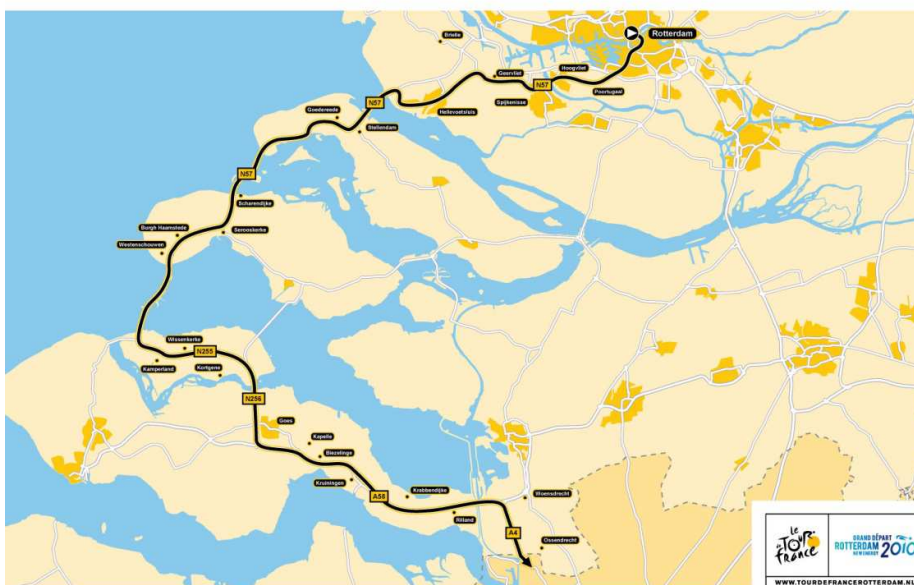 Rotterdam
Brielle
Geervliet
Hoogvliet
N57
Poortugaal
Spijkenisse
Hellevoetsluis
N57
Goedereede
Stellendam
N57
Scharendijke
Burgh Haamstede
Serooskerke
Westenschouwen
Wissenkerke
N255
Kamperland
Kortgene
N256
Goes
Kapelle
Biezelinge
Kruiningen
A58
Krabbendijke
Rilland
Woensdrecht
A4
Ossendrecht
le
TOUR
de
france
GRAND DÉPART
ROTTERDAM 2010
NEW ENERGY
WWW.TOURDEFRANCEROTTERDAM.NL